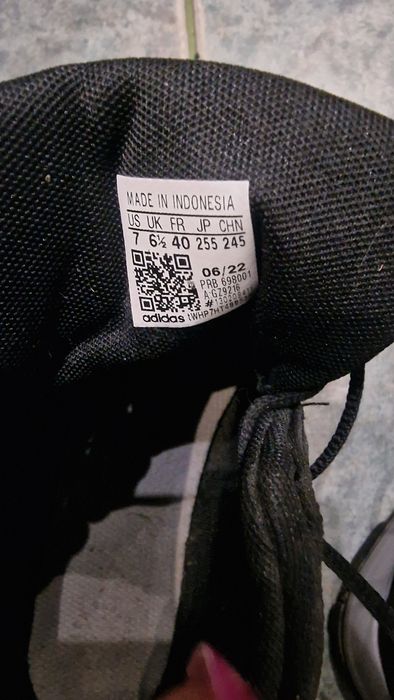 MADE IN INDONESIA
US UK FR JP CHN
7 6½ 40 255 245
06/22
PRB 698001
A GZ9216
adidas